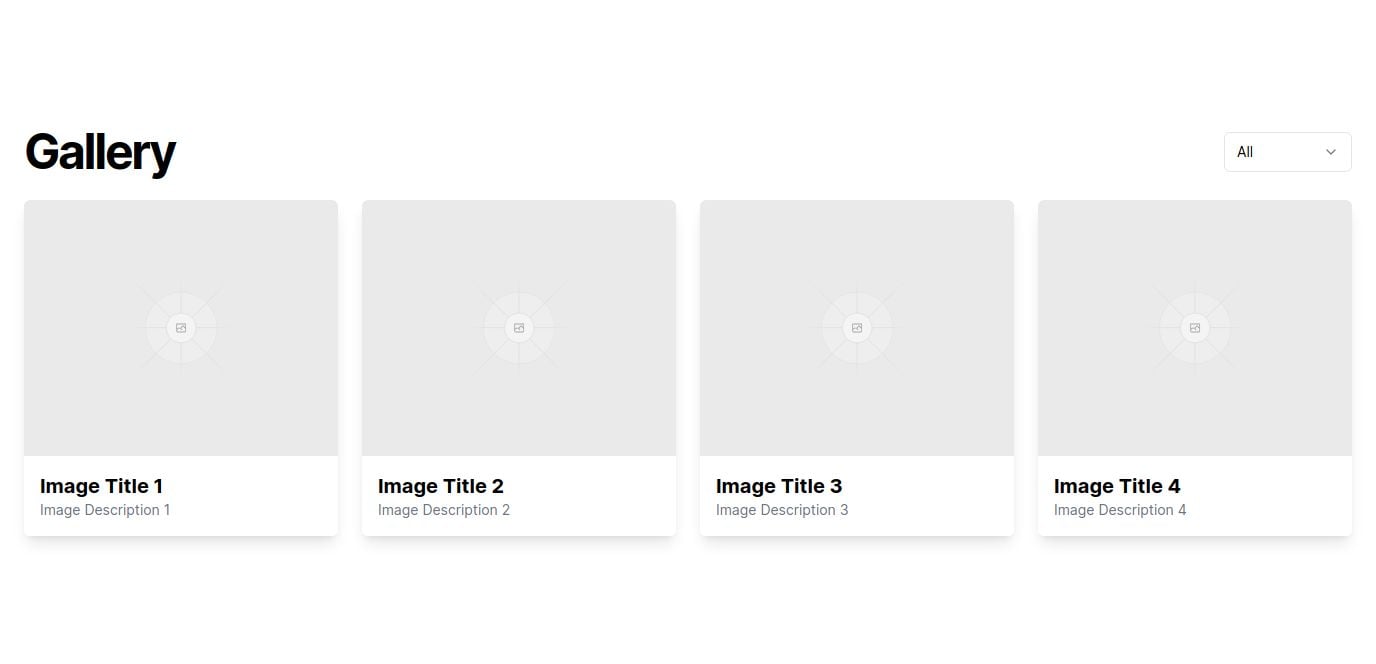 Gallery
All
Image Title 1
Image Description 1
Image Title 2
Image Description 2
Image Title 3
Image Description 3
Image Title 4
Image Description 4